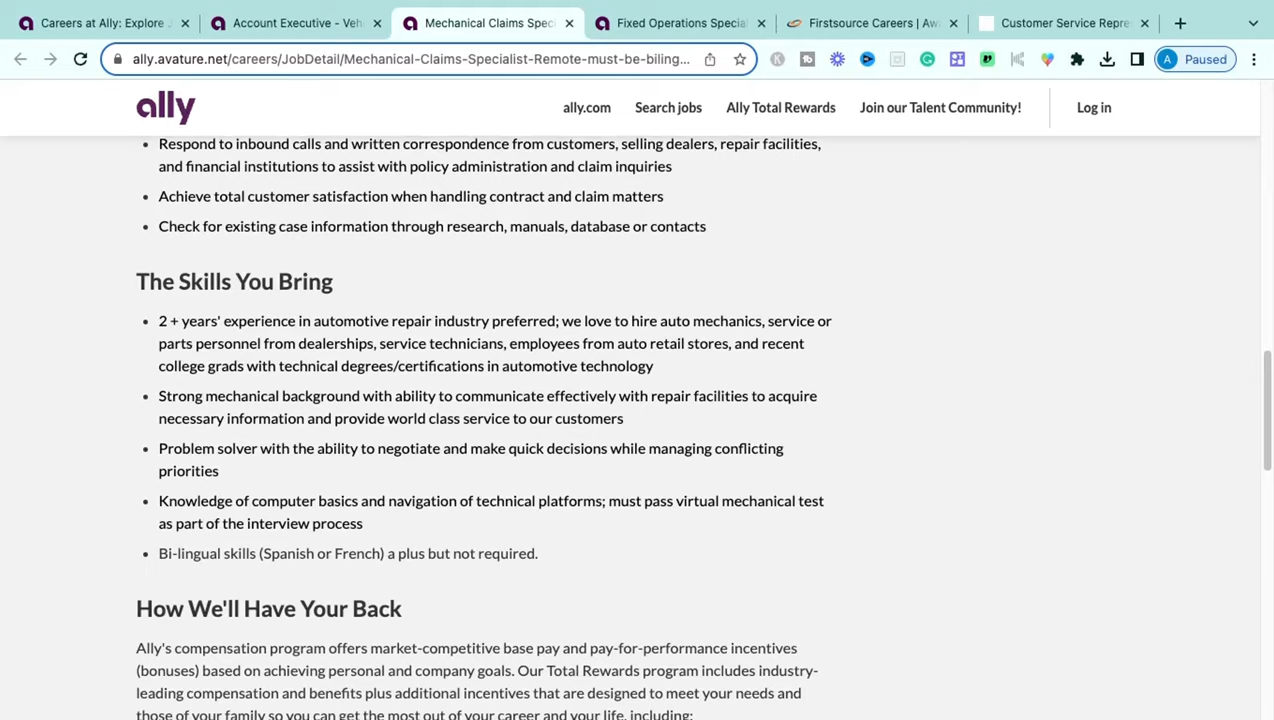 Careers at Ally: Explore J
Account Executive - Veh
Mechanical Claims Speci
Fixed Operations Special
Firstsource Careers | Aw
Customer Service Repre
ally.avature.net/careers/JobDetail/Mechanical-Claims-Specialist-Remote-must-be-biling...
A Paused
ally
ally.com Search jobs Ally Total Rewards Join our Talent Community! Log in
• Respond to inbound calls and written correspondence from customers, selling dealers, repair facilities,
and financial institutions to assist with policy administration and claim inquiries
• Achieve total customer satisfaction when handling contract and claim matters
• Check for existing case information through research, manuals, database or contacts
The Skills You Bring
• 2 + years' experience in automotive repair industry preferred; we love to hire auto mechanics, service or
parts personnel from dealerships, service technicians, employees from auto retail stores, and recent
college grads with technical degrees/certifications in automotive technology
• Strong mechanical background with ability to communicate effectively with repair facilities to acquire
necessary information and provide world class service to our customers
• Problem solver with the ability to negotiate and make quick decisions while managing conflicting
priorities
• Knowledge of computer basics and navigation of technical platforms; must pass virtual mechanical test
as part of the interview process
• Bi-lingual skills (Spanish or French) a plus but not required.
How We'll Have Your Back
Ally's compensation program offers market-competitive base pay and pay-for-performance incentives
(bonuses) based on achieving personal and company goals. Our Total Rewards program includes industry-
leading compensation and benefits plus additional incentives that are designed to meet your needs and
those of your family so you can get the most out of your career and your life, including: